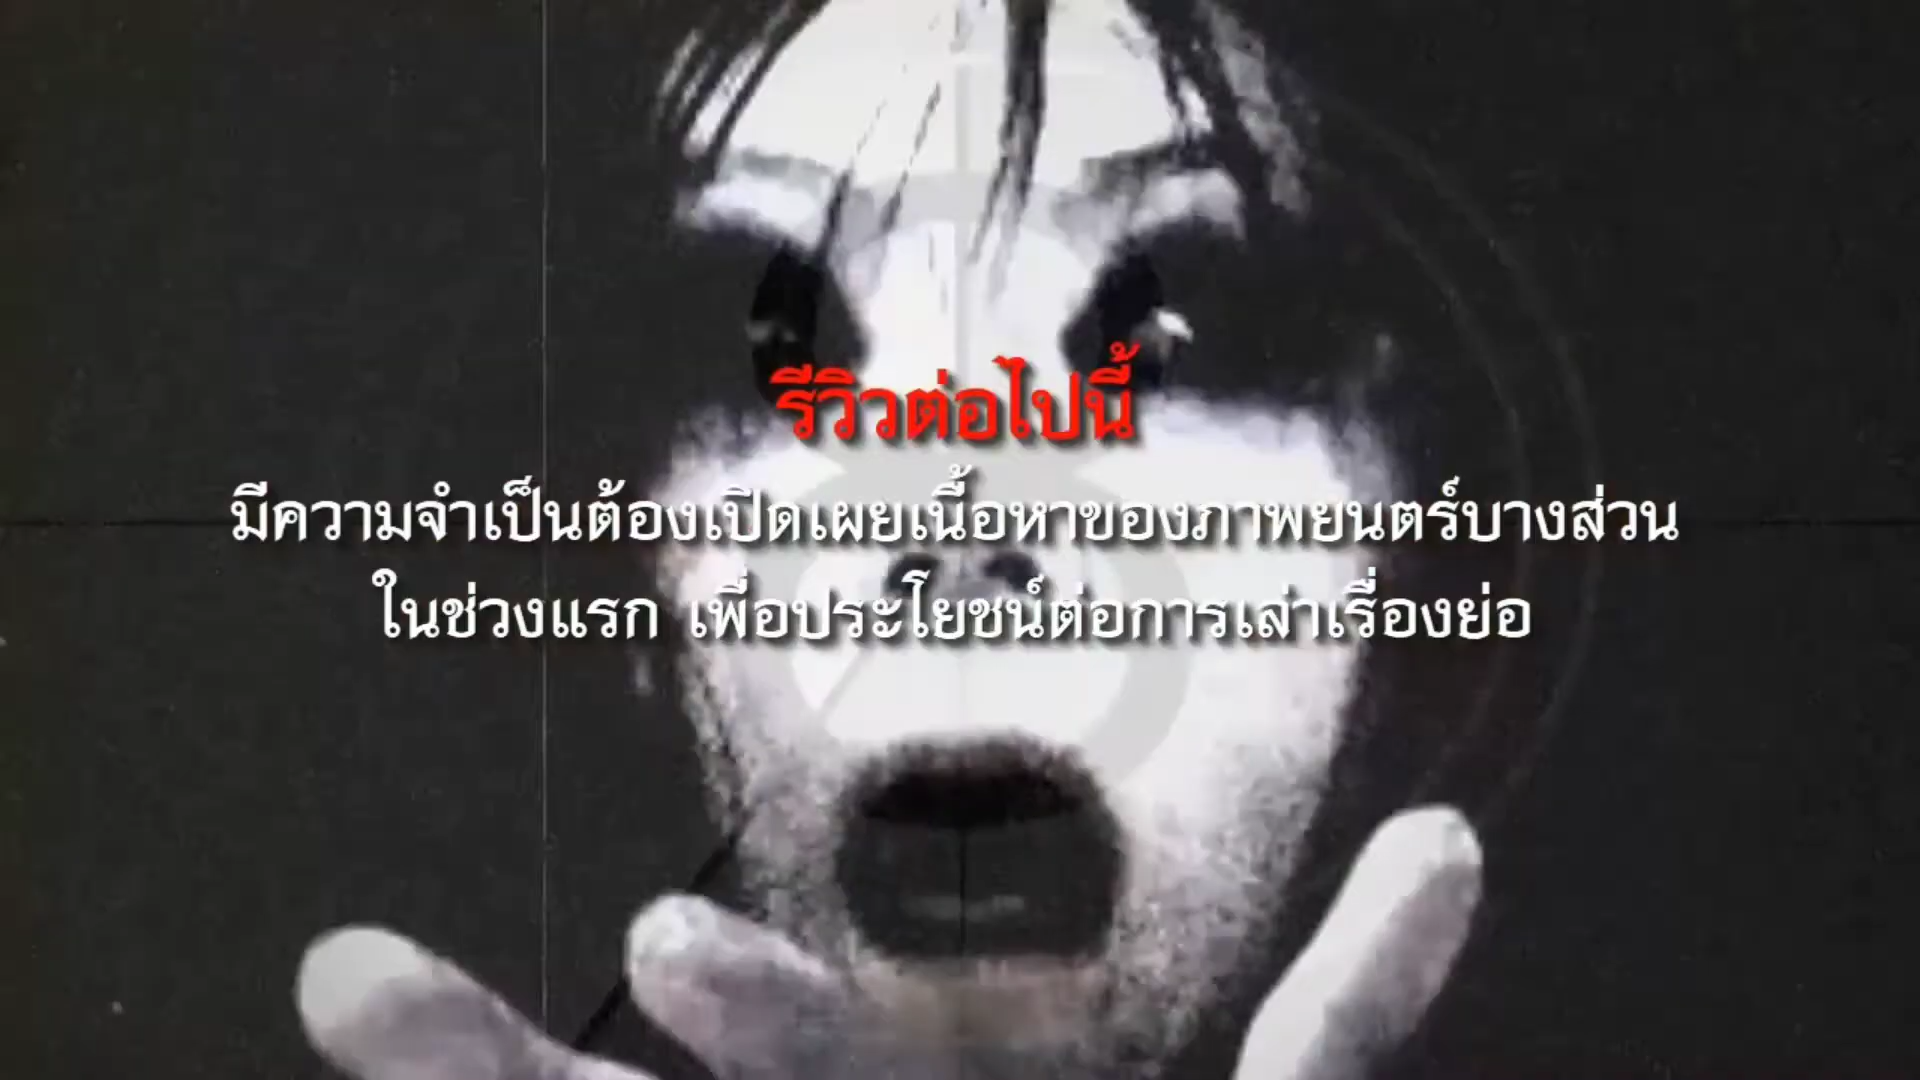 รีวิวต่อไปนี้
มีความจำเป็นต้องเปิดเผยเนื้อหาของภาพยนตร์บางส่วน
ในช่วงแรก เพื่อประโยชน์ต่อการเล่าเรื่องย่อ